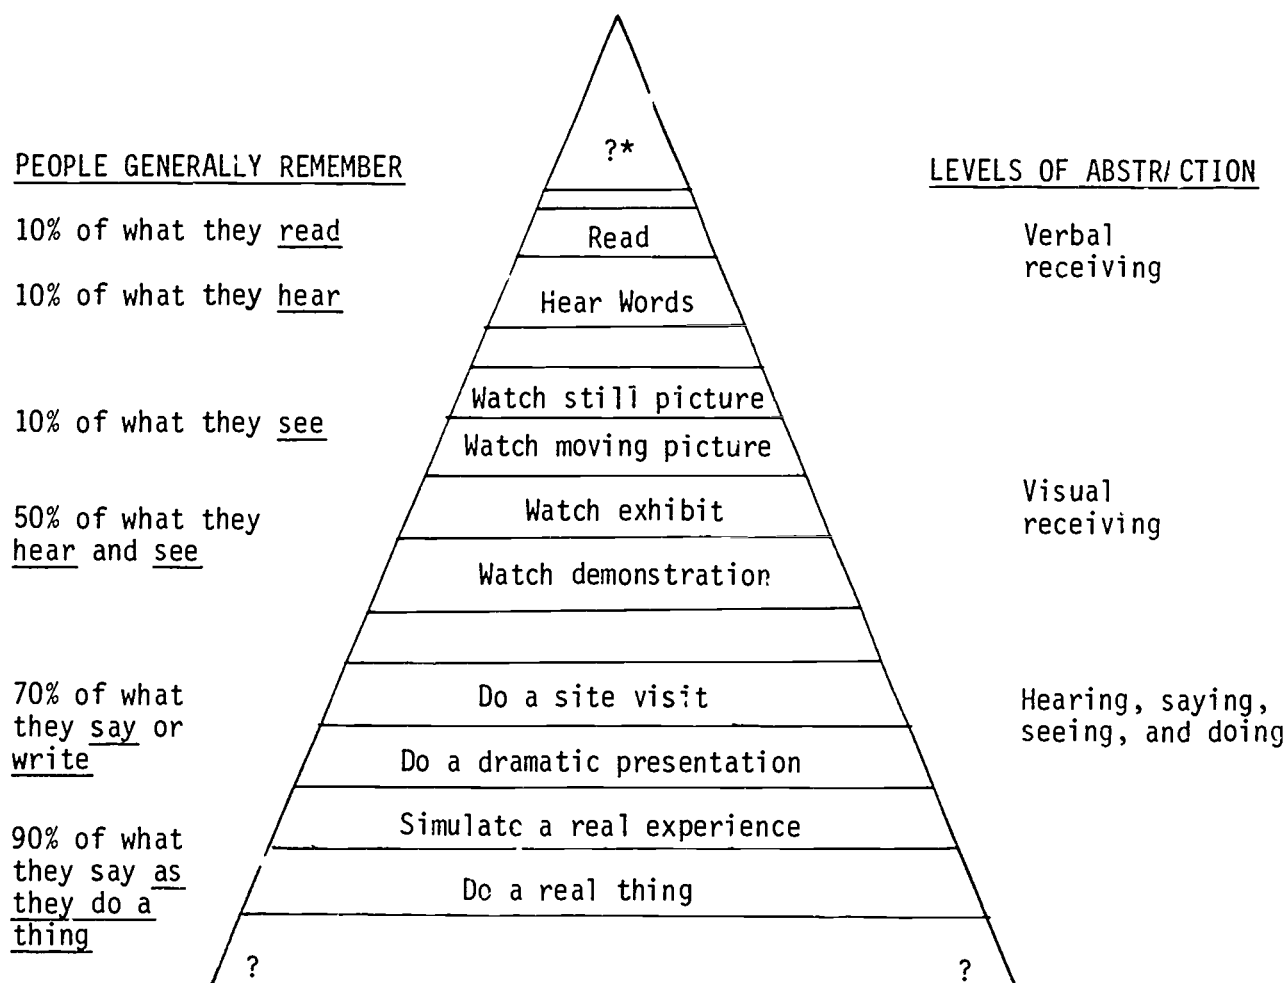 ?*
PEOPLE GENERALLY REMEMBER
LEVELS OF ABSTR/CTION
10% of what they read
Read
Verbal
receiving
10% of what they hear
Hear Words
Watch still picture
10% of what they see
Watch moving picture
Visual
receiving
50% of what they
hear and see
Watch exhibit
Watch demonstration
70% of what
they say or
write
Do a site visit
Hearing, saying,
seeing, and doing
Do a dramatic presentation
90% of what
they say as
they do a
thing
Simulate a real experience
Do a real thing
?
?